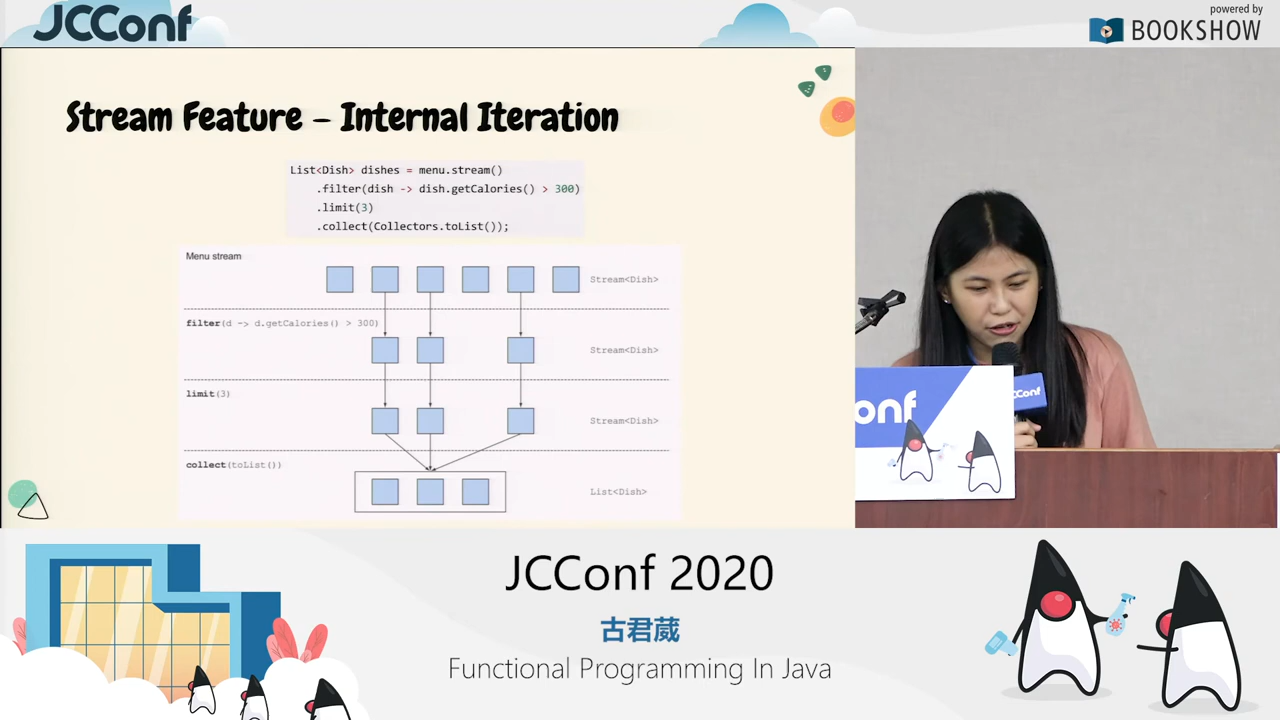 JCConf
powered by
BOOKSHOW
Stream Feature – Internal Iteration
List<Dish> dishes = menu.stream()
.filter(dish -> dish.getCalories() > 300)
.limit(3)
.collect(Collectors.toList());
Menu stream
Stream<Dish>
filter(d -> d.getCalories() > 300)
Stream<Dish>
limit(3)
Stream<Dish>
collect(toList())
List<Dish>
onf
Conf
JCConf 2020
古君葳
Functional Programming In Java